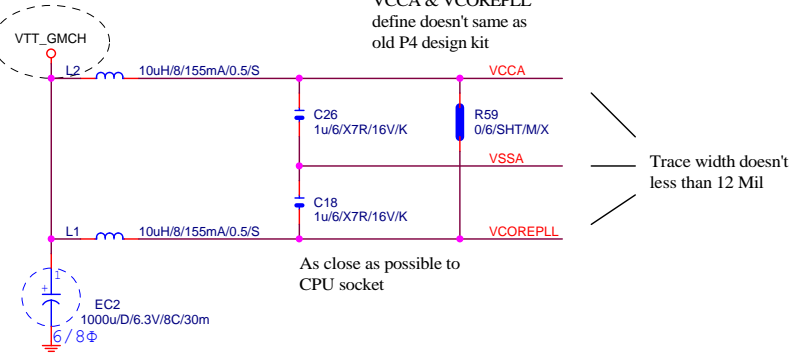 VCCA & VCOREPLL
define doesn't same as
old P4 design kit
VTT_GMCH
L2
10uH/8/155mA/0.5/S
VCCA
C26
1u/6/X7R/16V/K
R59
0/6/SHT/M/X
VSSA
Trace width doesn't
less than 12 Mil
C18
1u/6/X7R/16V/K
L1
10uH/8/155mA/0.5/S
VCOREPLL
As close as possible to
CPU socket
1
+
EC2
1000u/D/6.3V/8C/30m
6/8Φ